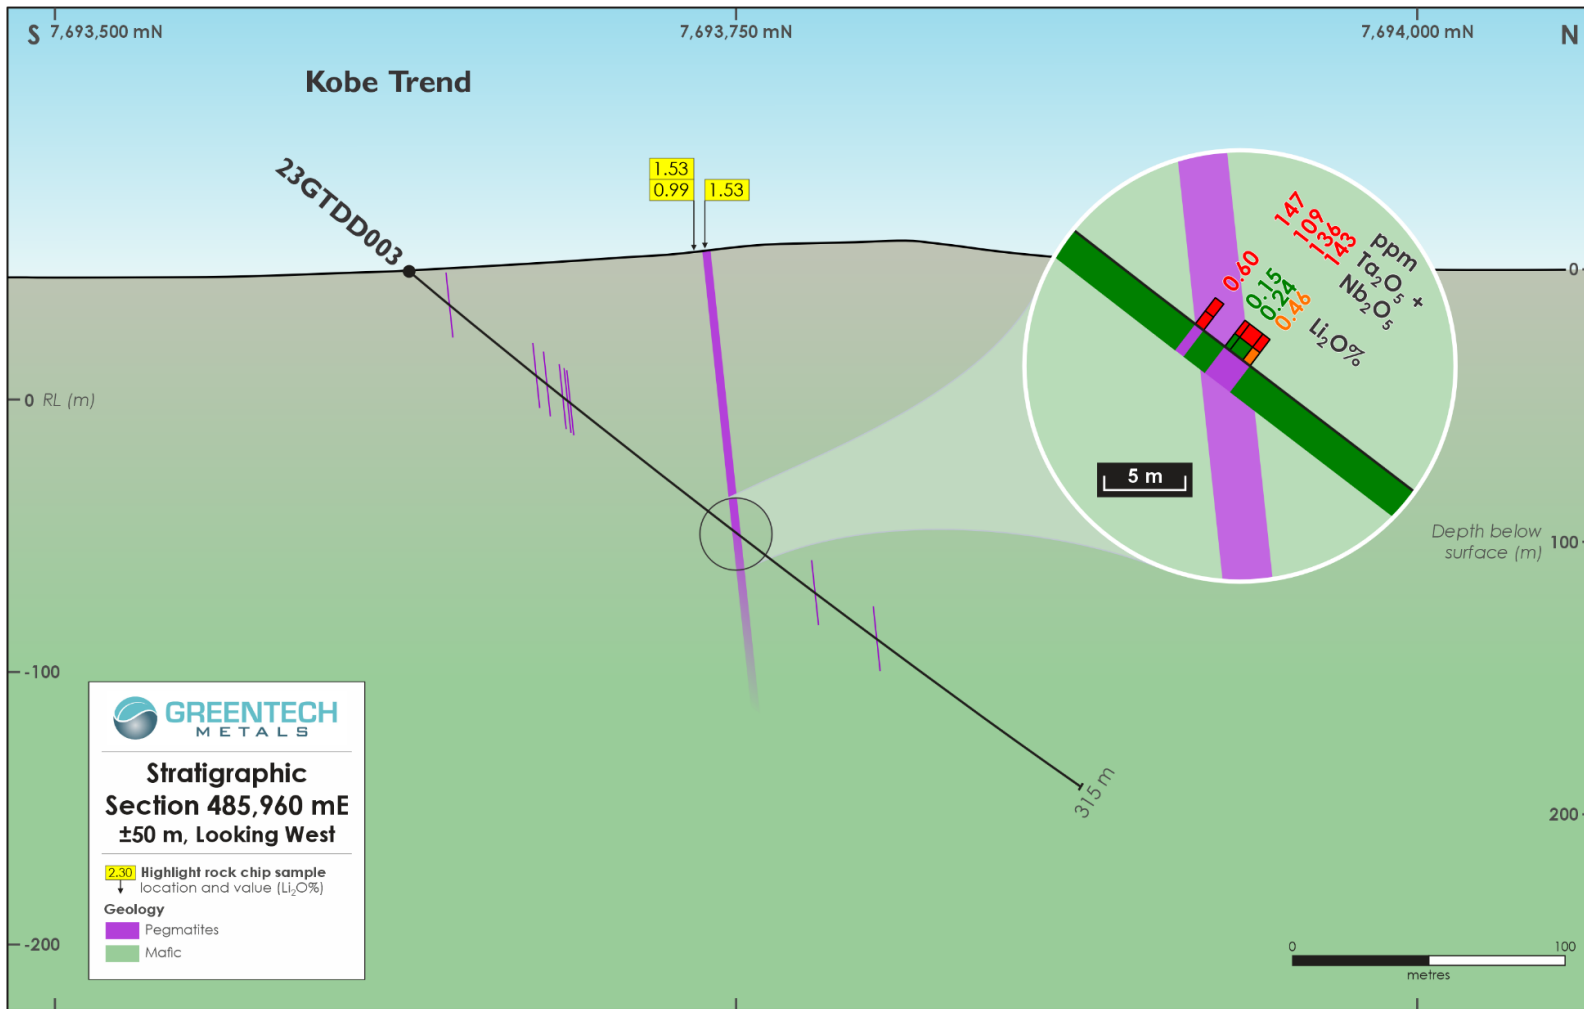 S 7,693,500 mN 7,693,750 mN 7,694,000 mN N
Kobe Trend
23GTDD003
1.53
0.99 1.53
147
109
136
143
ppm
Ta₂O₅ +
Nb₂O₅
0.60
0.15
0.24
0.46
Li₂O%
5 m
0
0 RL (m)
Depth below
surface (m) 100
-100
315 m
200
-200
GREENTECH
METALS
Stratigraphic
Section 485,960 mE
±50 m, Looking West
2.30 Highlight rock chip sample
location and value (Li₂O%)
Geology
Pegmatites
Mafic
0 100
metres